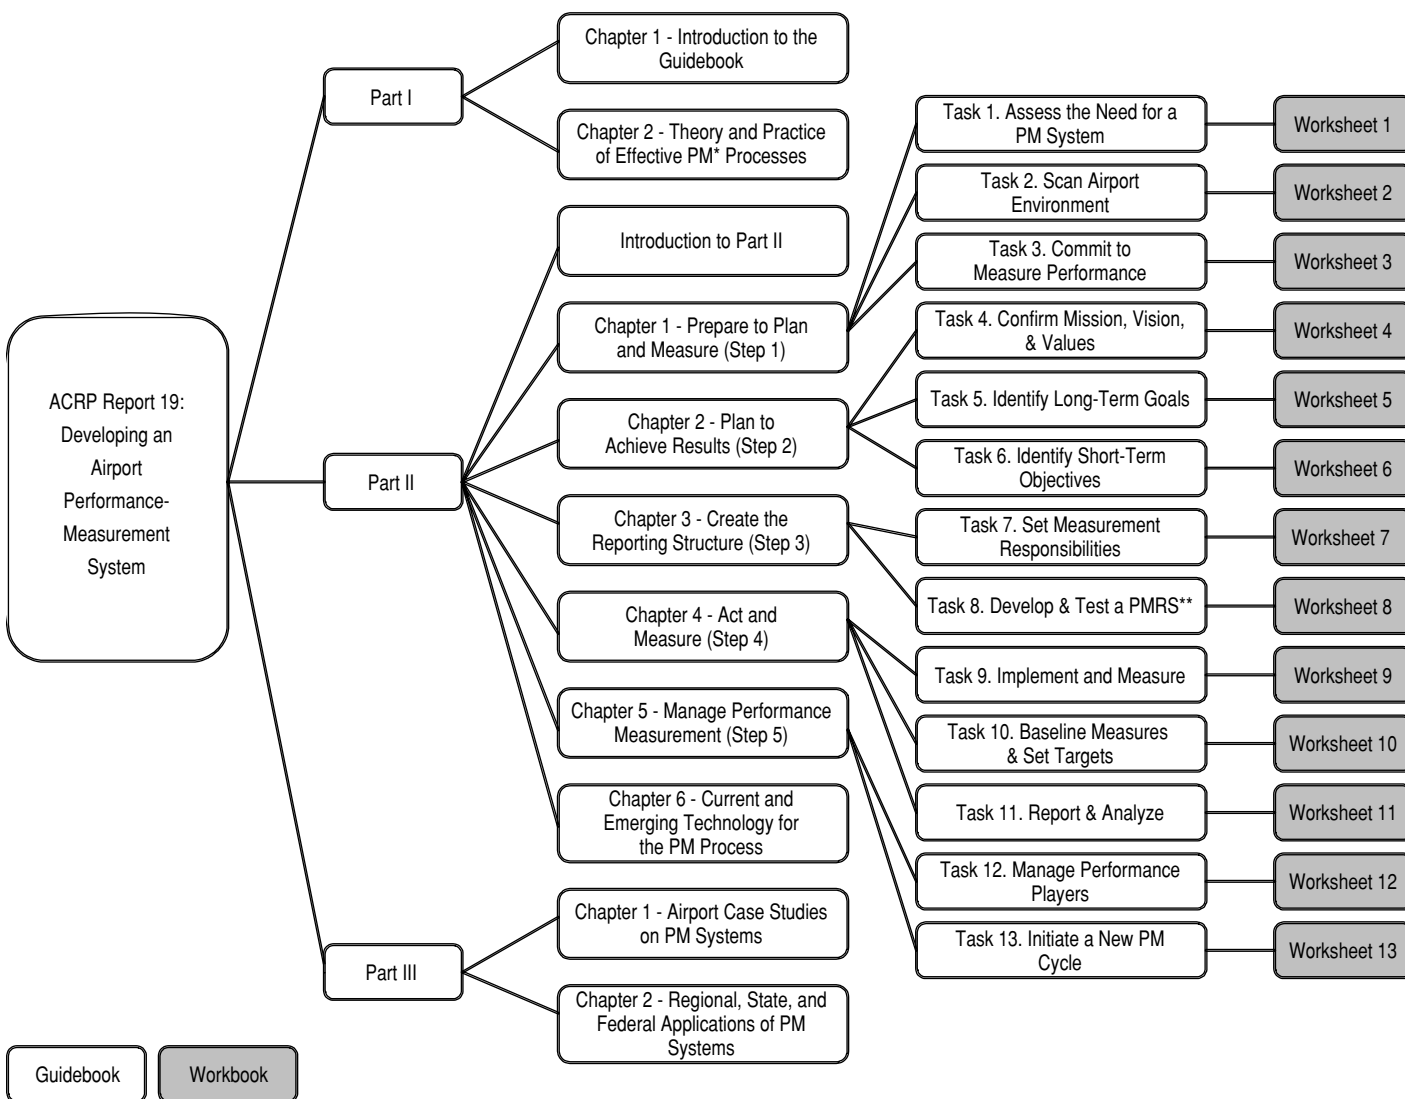 ACRP Report 19:
Developing an
Airport
Performance-
Measurement
System
Part I
Part II
Part III
Chapter 1 - Introduction to the
Guidebook
Chapter 2 - Theory and Practice
of Effective PM* Processes
Introduction to Part II
Chapter 1 - Prepare to Plan
and Measure (Step 1)
Chapter 2 - Plan to
Achieve Results (Step 2)
Chapter 3 - Create the
Reporting Structure (Step 3)
Chapter 4 - Act and
Measure (Step 4)
Chapter 5 - Manage Performance
Measurement (Step 5)
Chapter 6 - Current and
Emerging Technology for
the PM Process
Chapter 1 - Airport Case Studies
on PM Systems
Chapter 2 - Regional, State, and
Federal Applications of PM
Systems
Task 1. Assess the Need for a
PM System
Task 2. Scan Airport
Environment
Task 3. Commit to
Measure Performance
Task 4. Confirm Mission, Vision,
& Values
Task 5. Identify Long-Term Goals
Task 6. Identify Short-Term
Objectives
Task 7. Set Measurement
Responsibilities
Task 8. Develop & Test a PMRS**
Task 9. Implement and Measure
Task 10. Baseline Measures
& Set Targets
Task 11. Report & Analyze
Task 12. Manage Performance
Players
Task 13. Initiate a New PM
Cycle
Worksheet 1
Worksheet 2
Worksheet 3
Worksheet 4
Worksheet 5
Worksheet 6
Worksheet 7
Worksheet 8
Worksheet 9
Worksheet 10
Worksheet 11
Worksheet 12
Worksheet 13
Guidebook
Workbook